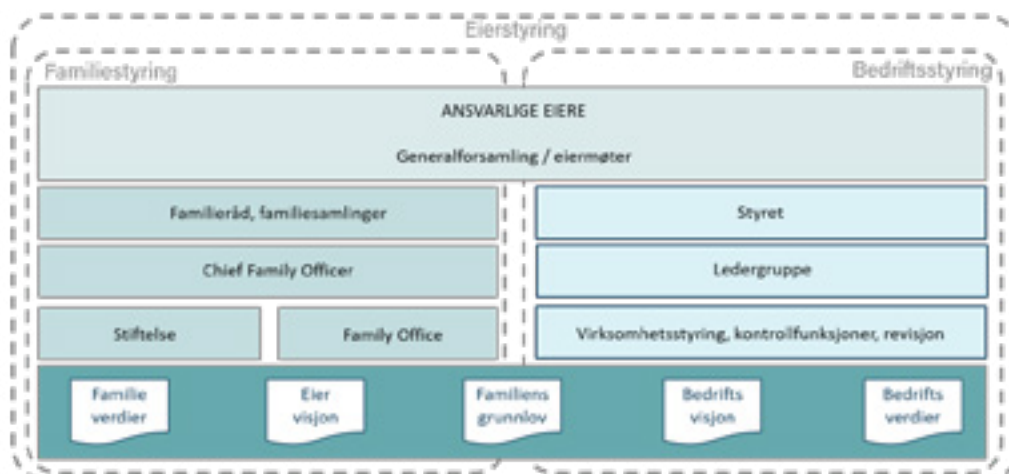 Eierstyring
Familiestyring
Bedriftsstyring
ANSVARLIGE EIERE
Generalforsamling / eiermøter
Familieråd, familiesamlinger
Styret
Chief Family Officer
Ledergruppe
Stiftelse
Family Office
Virksomhetsstyring, kontrollfunksjoner, revisjon
Familie
verdier
Eier
visjon
Familiens
grunnlov
Bedrifts
visjon
Bedrifts
verdier